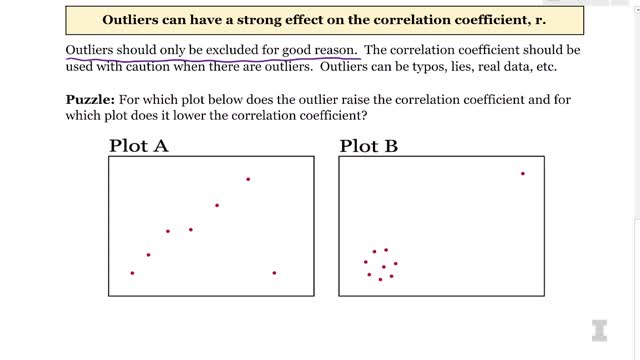 Outliers can have a strong effect on the correlation coefficient, r.
Outliers should only be excluded for good reason. The correlation coefficient should be
used with caution when there are outliers. Outliers can be typos, lies, real data, etc.
Puzzle: For which plot below does the outlier raise the correlation coefficient and for
which plot does it lower the correlation coefficient?
Plot A
Plot B